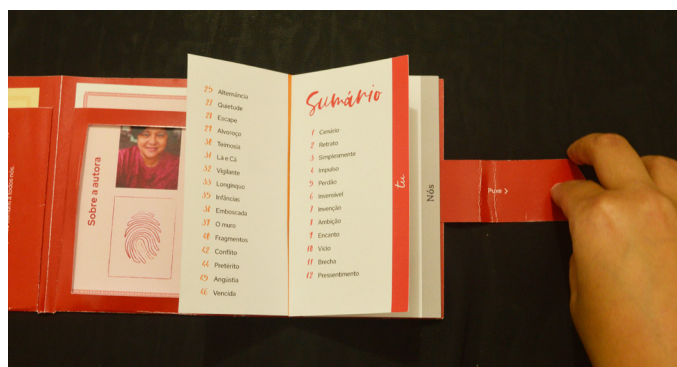 Sobre a autora
25 Alternância
27 Quietude
28 Escape
29 Alvoroço
30 Teimosia
31 Lá e Cá
32 Vigilante
33 Longínquo
35 Infâncias
36 Emboscada
37 O muro
40 Fragmentos
42 Conflito
44 Pretérito
45 Angústia
46 Vencida
Sumário
1 Cenário
2 Retrato
3 Simplesmente
4 Impulso
5 Perdão
6 Insensível
7 Invenção
8 Ambição
9 Encanto
10 Vício
11 Brecha
12 Pressentimento
tu
Nós
Puxe >